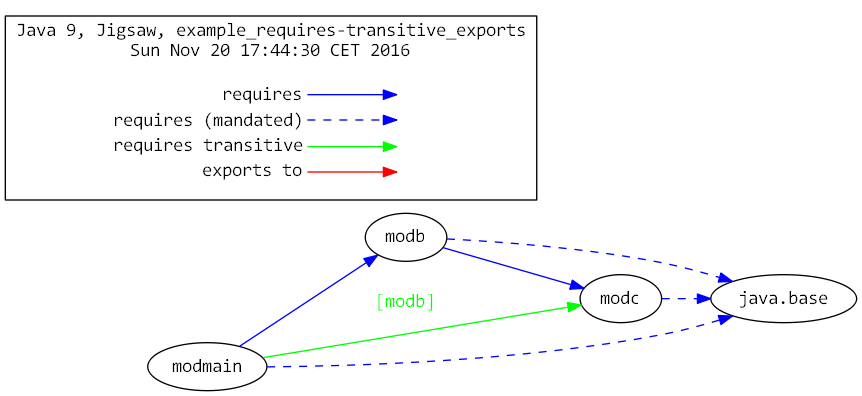 Java 9, Jigsaw, example_requires-transitive_exports
Sun Nov 20 17:44:30 CET 2016
requires
requires (mandated)
requires transitive
exports to
modb
[modb]
modc
java.base
modmain